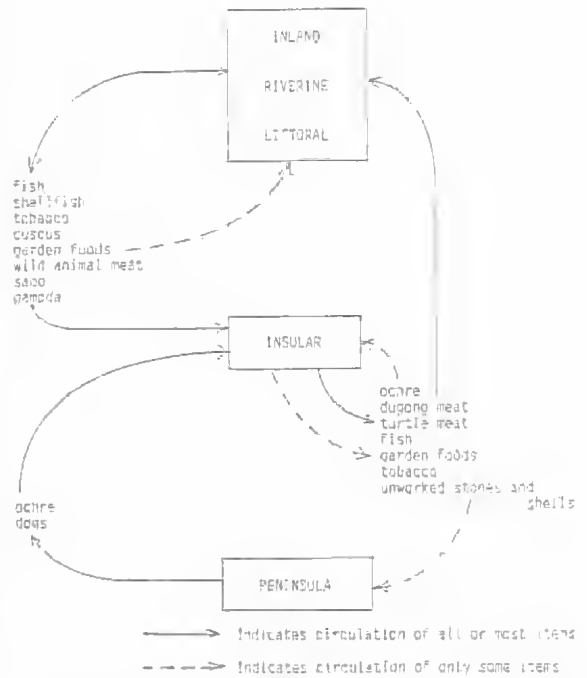 INLAND
RIVERINE
LITTORAL
fish
shellfish
tobacco
cuscus
garden foods
wild animal meat
sago
gamoda
INSULAR
ochre
dugong meat
turtle meat
fish
garden foods
tobacco
unworked stones and
shells
ochre
dogs
PENINSULA
Indicates circulation of all or most items
Indicates circulation of only some items